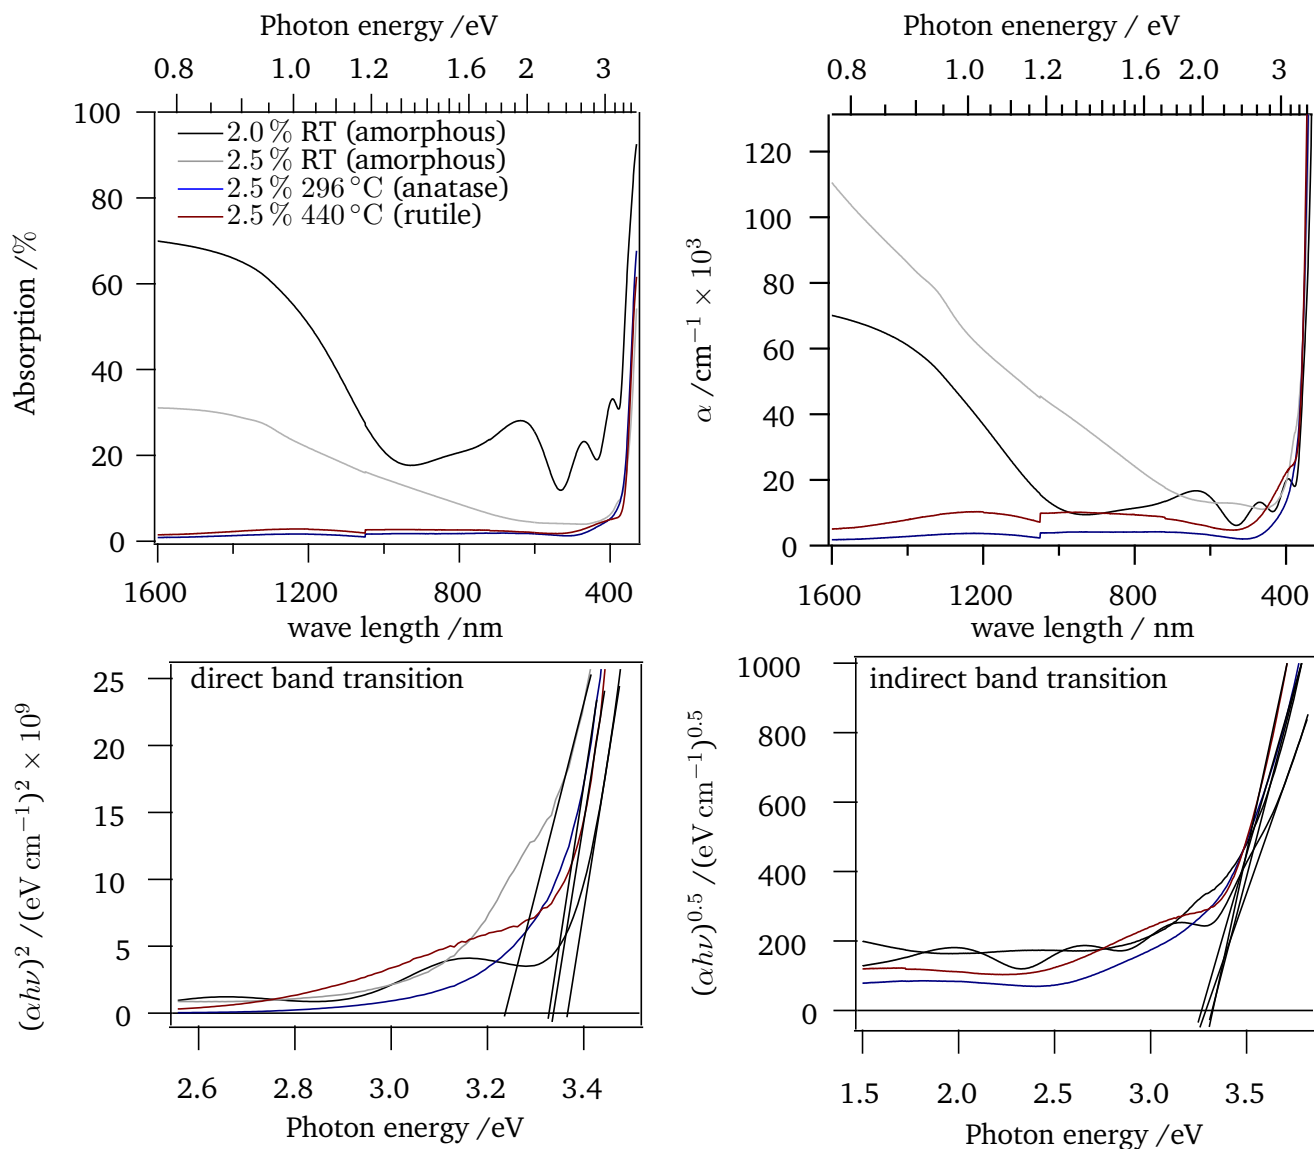 Photon energy /eV
0.8 1.0 1.2 1.6 2 3
100
80
60
40
20
0
Absorption /%
2.0 % RT (amorphous)
2.5 % RT (amorphous)
2.5 % 296 °C (anatase)
2.5 % 440 °C (rutile)
1600 1200 800 400
wave length /nm
Photon enenergy / eV
0.8 1.0 1.2 1.6 2.0 3
120
100
80
60
40
20
0
α /cm⁻¹ × 10³
1600 1200 800 400
wave length / nm
direct band transition
25
20
15
10
5
0
(αhν)² /(eV cm⁻¹)² × 10⁹
2.6 2.8 3.0 3.2 3.4
Photon energy /eV
indirect band transition
1000
800
600
400
200
0
(αhν)⁰·⁵ /(eV cm⁻¹)⁰·⁵
1.5 2.0 2.5 3.0 3.5
Photon energy /eV